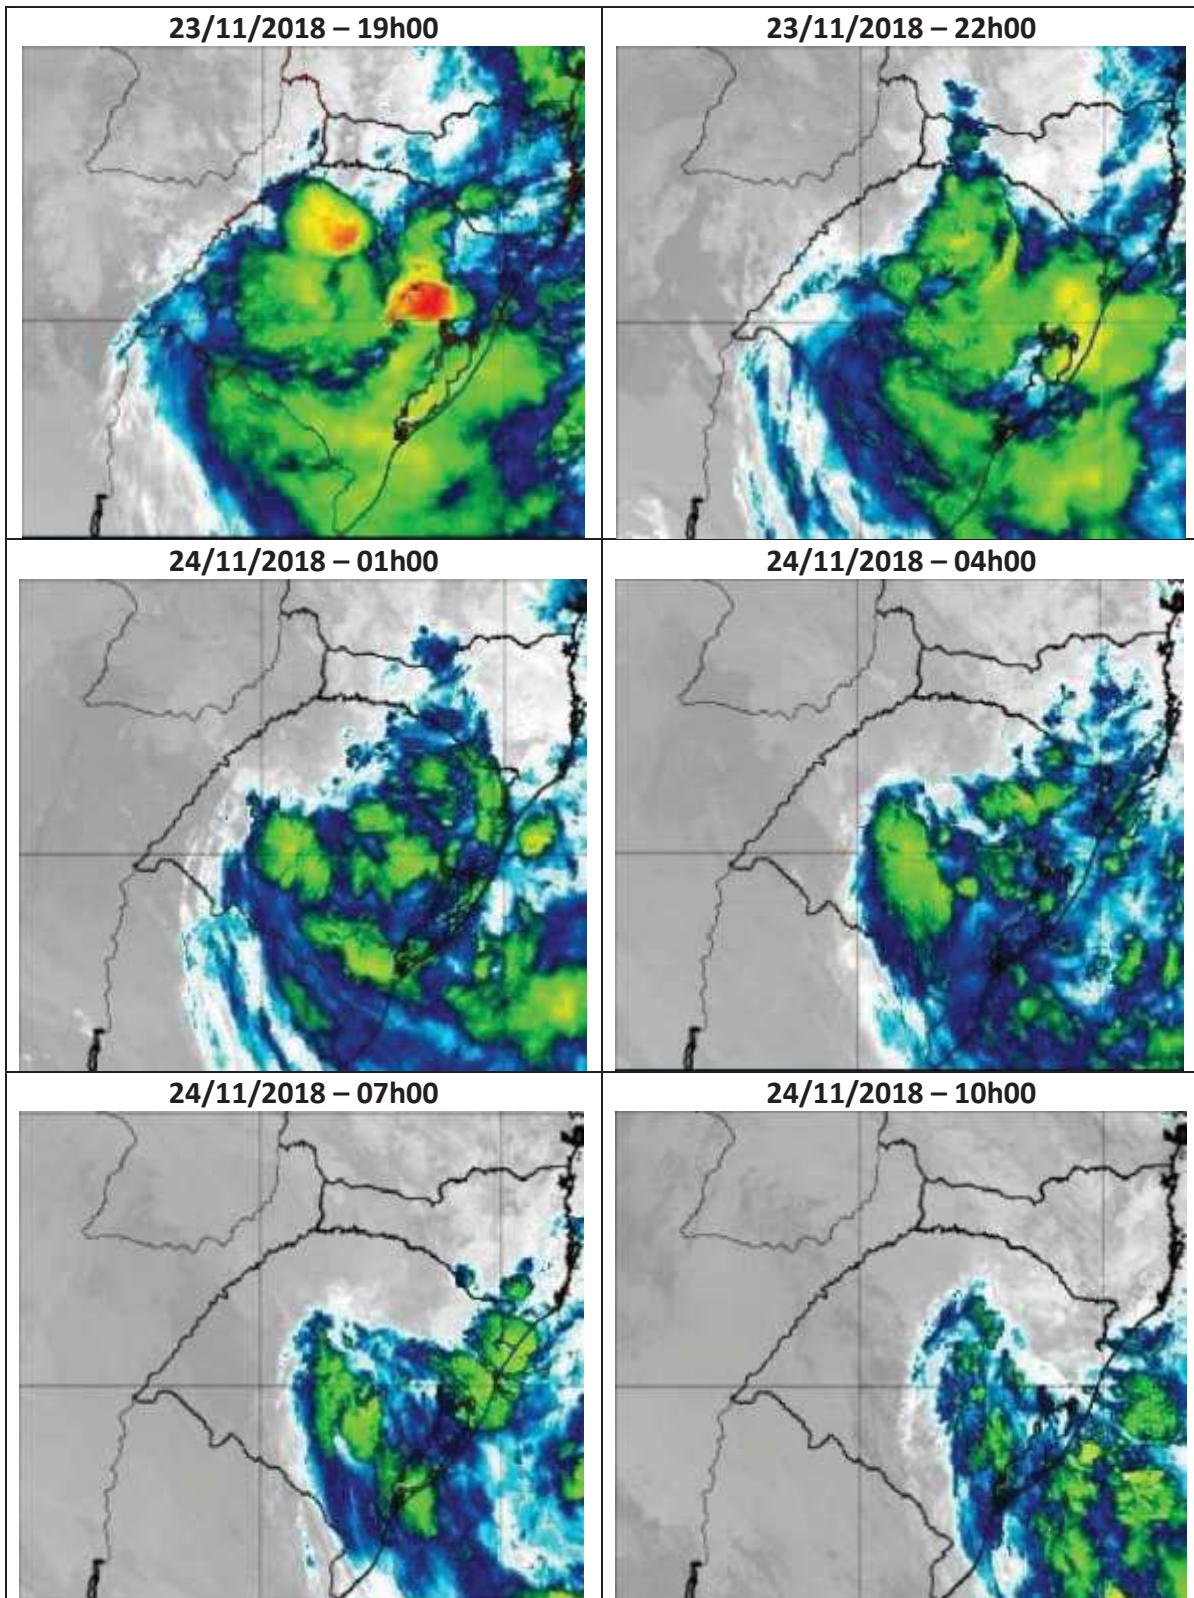 23/11/2018 – 19h00
23/11/2018 – 22h00
24/11/2018 – 01h00
24/11/2018 – 04h00
24/11/2018 – 07h00
24/11/2018 – 10h00